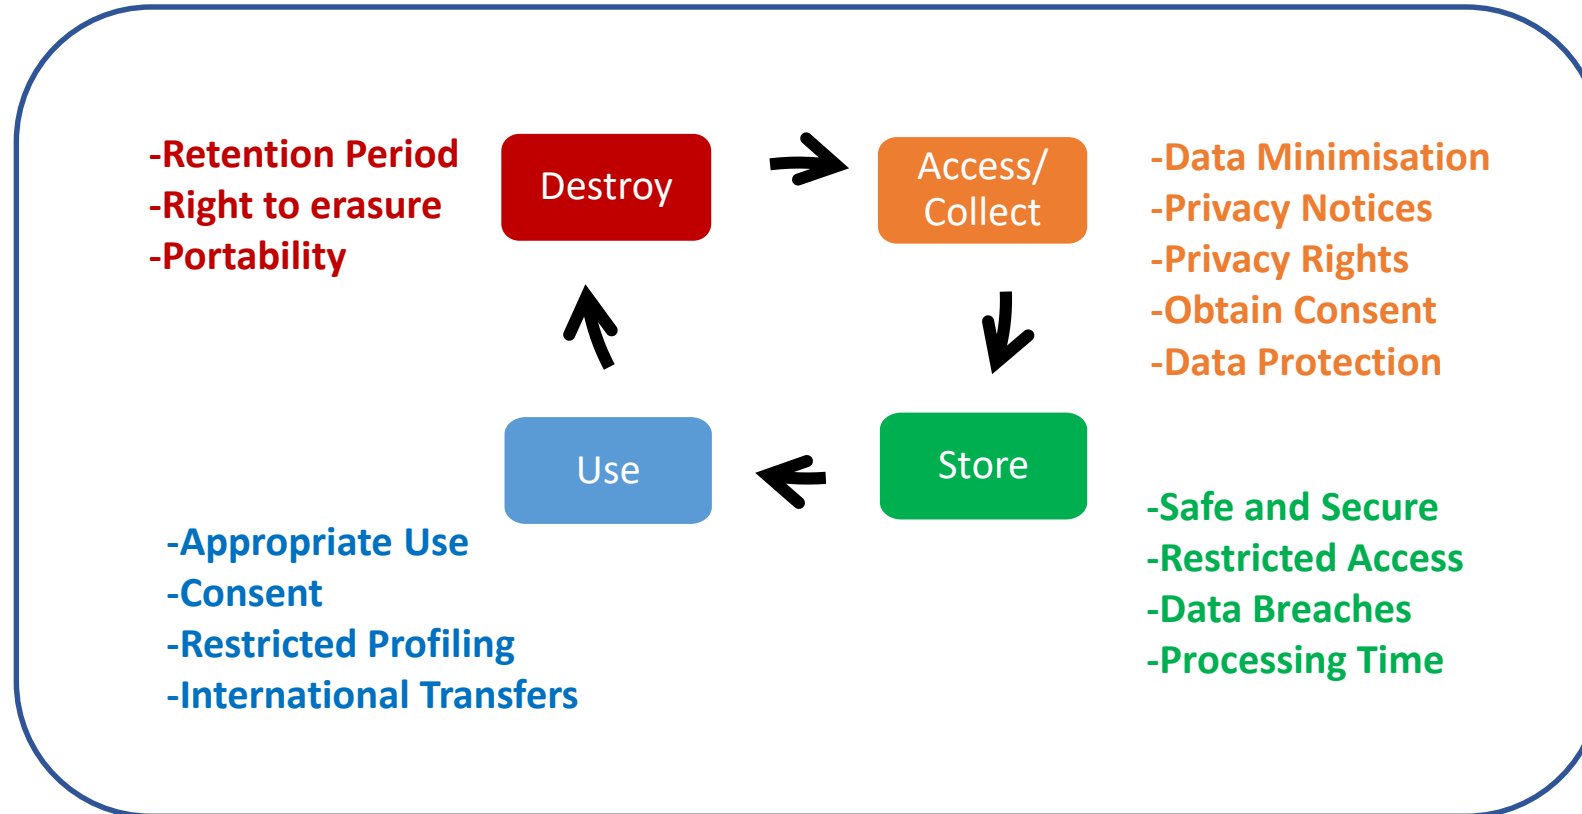 -Retention Period
-Right to erasure
-Portability
Destroy
Access/
Collect
-Data Minimisation
-Privacy Notices
-Privacy Rights
-Obtain Consent
-Data Protection
Use
Store
-Appropriate Use
-Consent
-Restricted Profiling
-International Transfers
-Safe and Secure
-Restricted Access
-Data Breaches
-Processing Time